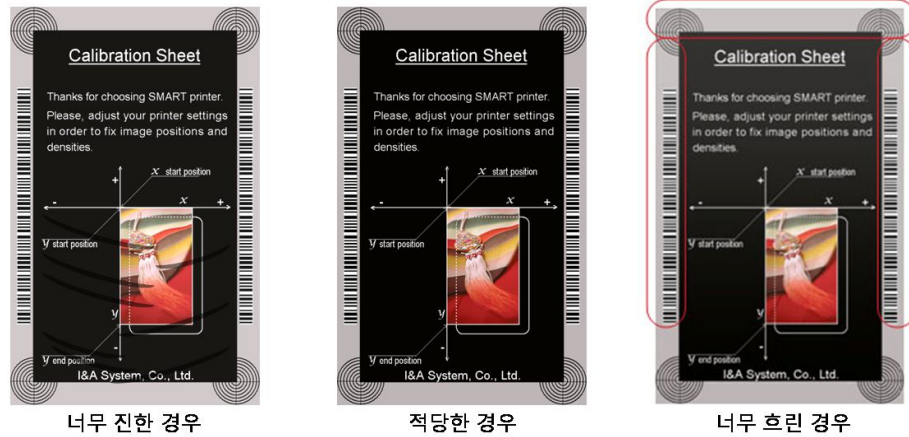 Calibration Sheet
Thanks for choosing SMART printer.
Please, adjust your printer settings
in order to fix image positions and
densities.
x start position
+
- x +
y start position
y
-
y end position
I&A System, Co., Ltd.
너무 진한 경우
Calibration Sheet
Thanks for choosing SMART printer.
Please, adjust your printer settings
in order to fix image positions and
densities.
x start position
+
- x +
y start position
y
-
y end position
I&A System, Co., Ltd.
적당한 경우
Calibration Sheet
Thanks for choosing SMART printer.
Please, adjust your printer settings
in order to fix image positions and
densities.
x start position
+
- x +
y start position
y
-
y end position
I&A System, Co., Ltd.
너무 흐린 경우